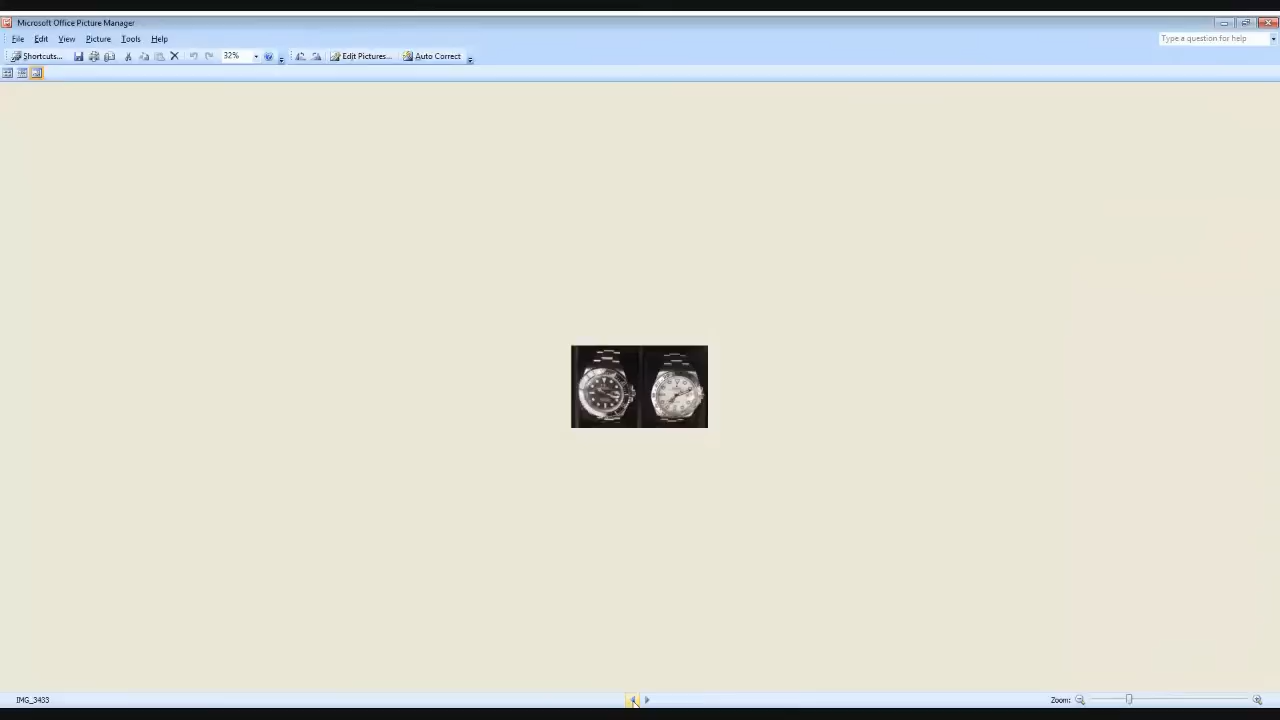 Microsoft Office Picture Manager
File Edit View Picture Tools Help
Type a question for help
Shortcuts...
32%
Edit Pictures...
Auto Correct
IMG_3433
Zoom: